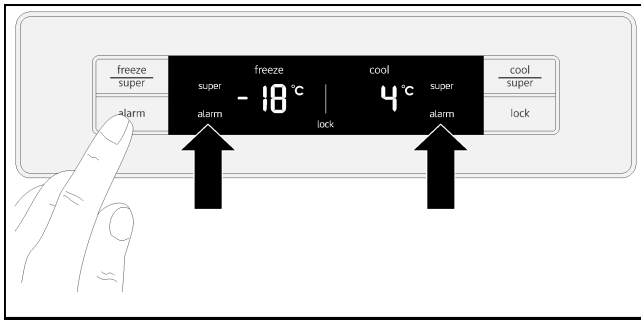 freeze
super
alarm
freeze
super
- 18 °C
alarm
lock
cool
4 °C
super
alarm
cool
super
lock